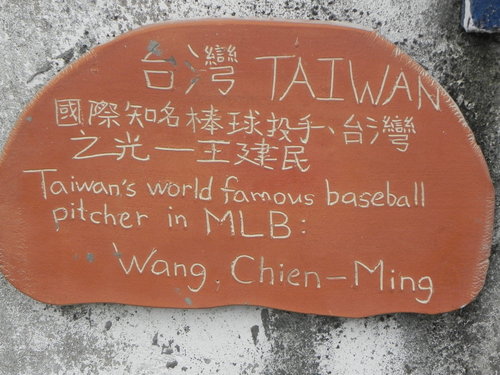 台灣 TAIWAN
國際知名棒球投手、台灣
之光—王建民
Taiwan's world famous baseball
pitcher in MLB:
Wang, Chien-Ming